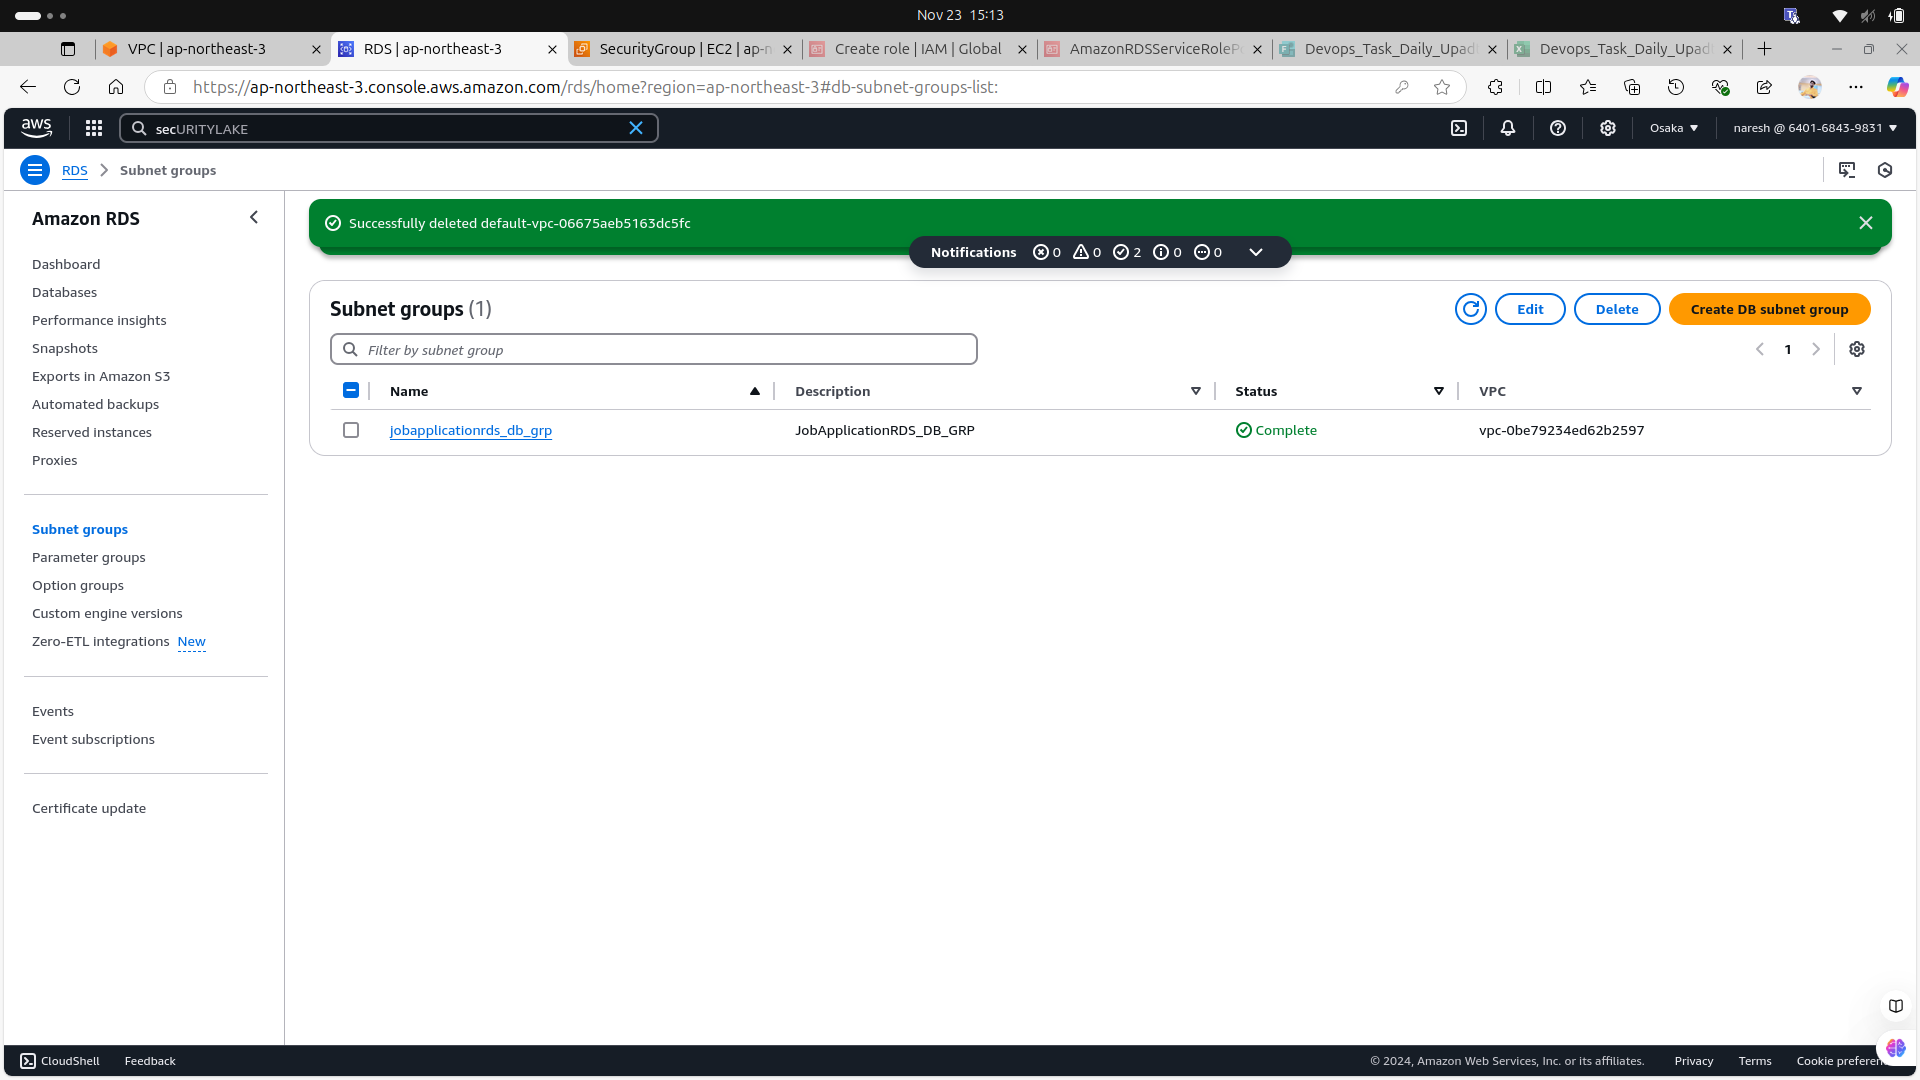 Nov 23 15:13
VPC | ap-northeast-3
RDS | ap-northeast-3
SecurityGroup | EC2 | ap-n
Create role | IAM | Global
AmazonRDSServiceRoleP
Devops_Task_Daily_Upad
Devops_Task_Daily_Upad
https://ap-northeast-3.console.aws.amazon.com/rds/home?region=ap-northeast-3#db-subnet-groups-list:
aws
secURITYLAKE
Osaka
naresh @ 6401-6843-9831
RDS
Subnet groups
Amazon RDS
Dashboard
Databases
Performance insights
Snapshots
Exports in Amazon S3
Automated backups
Reserved instances
Proxies
Subnet groups
Parameter groups
Option groups
Custom engine versions
Zero-ETL integrations New
Events
Event subscriptions
Certificate update
Successfully deleted default-vpc-06675aeb5163dc5fc
Notifications 0 0 2 0 0
Subnet groups (1)
Edit
Delete
Create DB subnet group
Filter by subnet group
1
Name Description Status VPC
jobapplicationrds_db_grp JobApplicationRDS_DB_GRP Complete vpc-0be79234ed62b2597
CloudShell
Feedback
© 2024, Amazon Web Services, Inc. or its affiliates.
Privacy
Terms
Cookie preferen